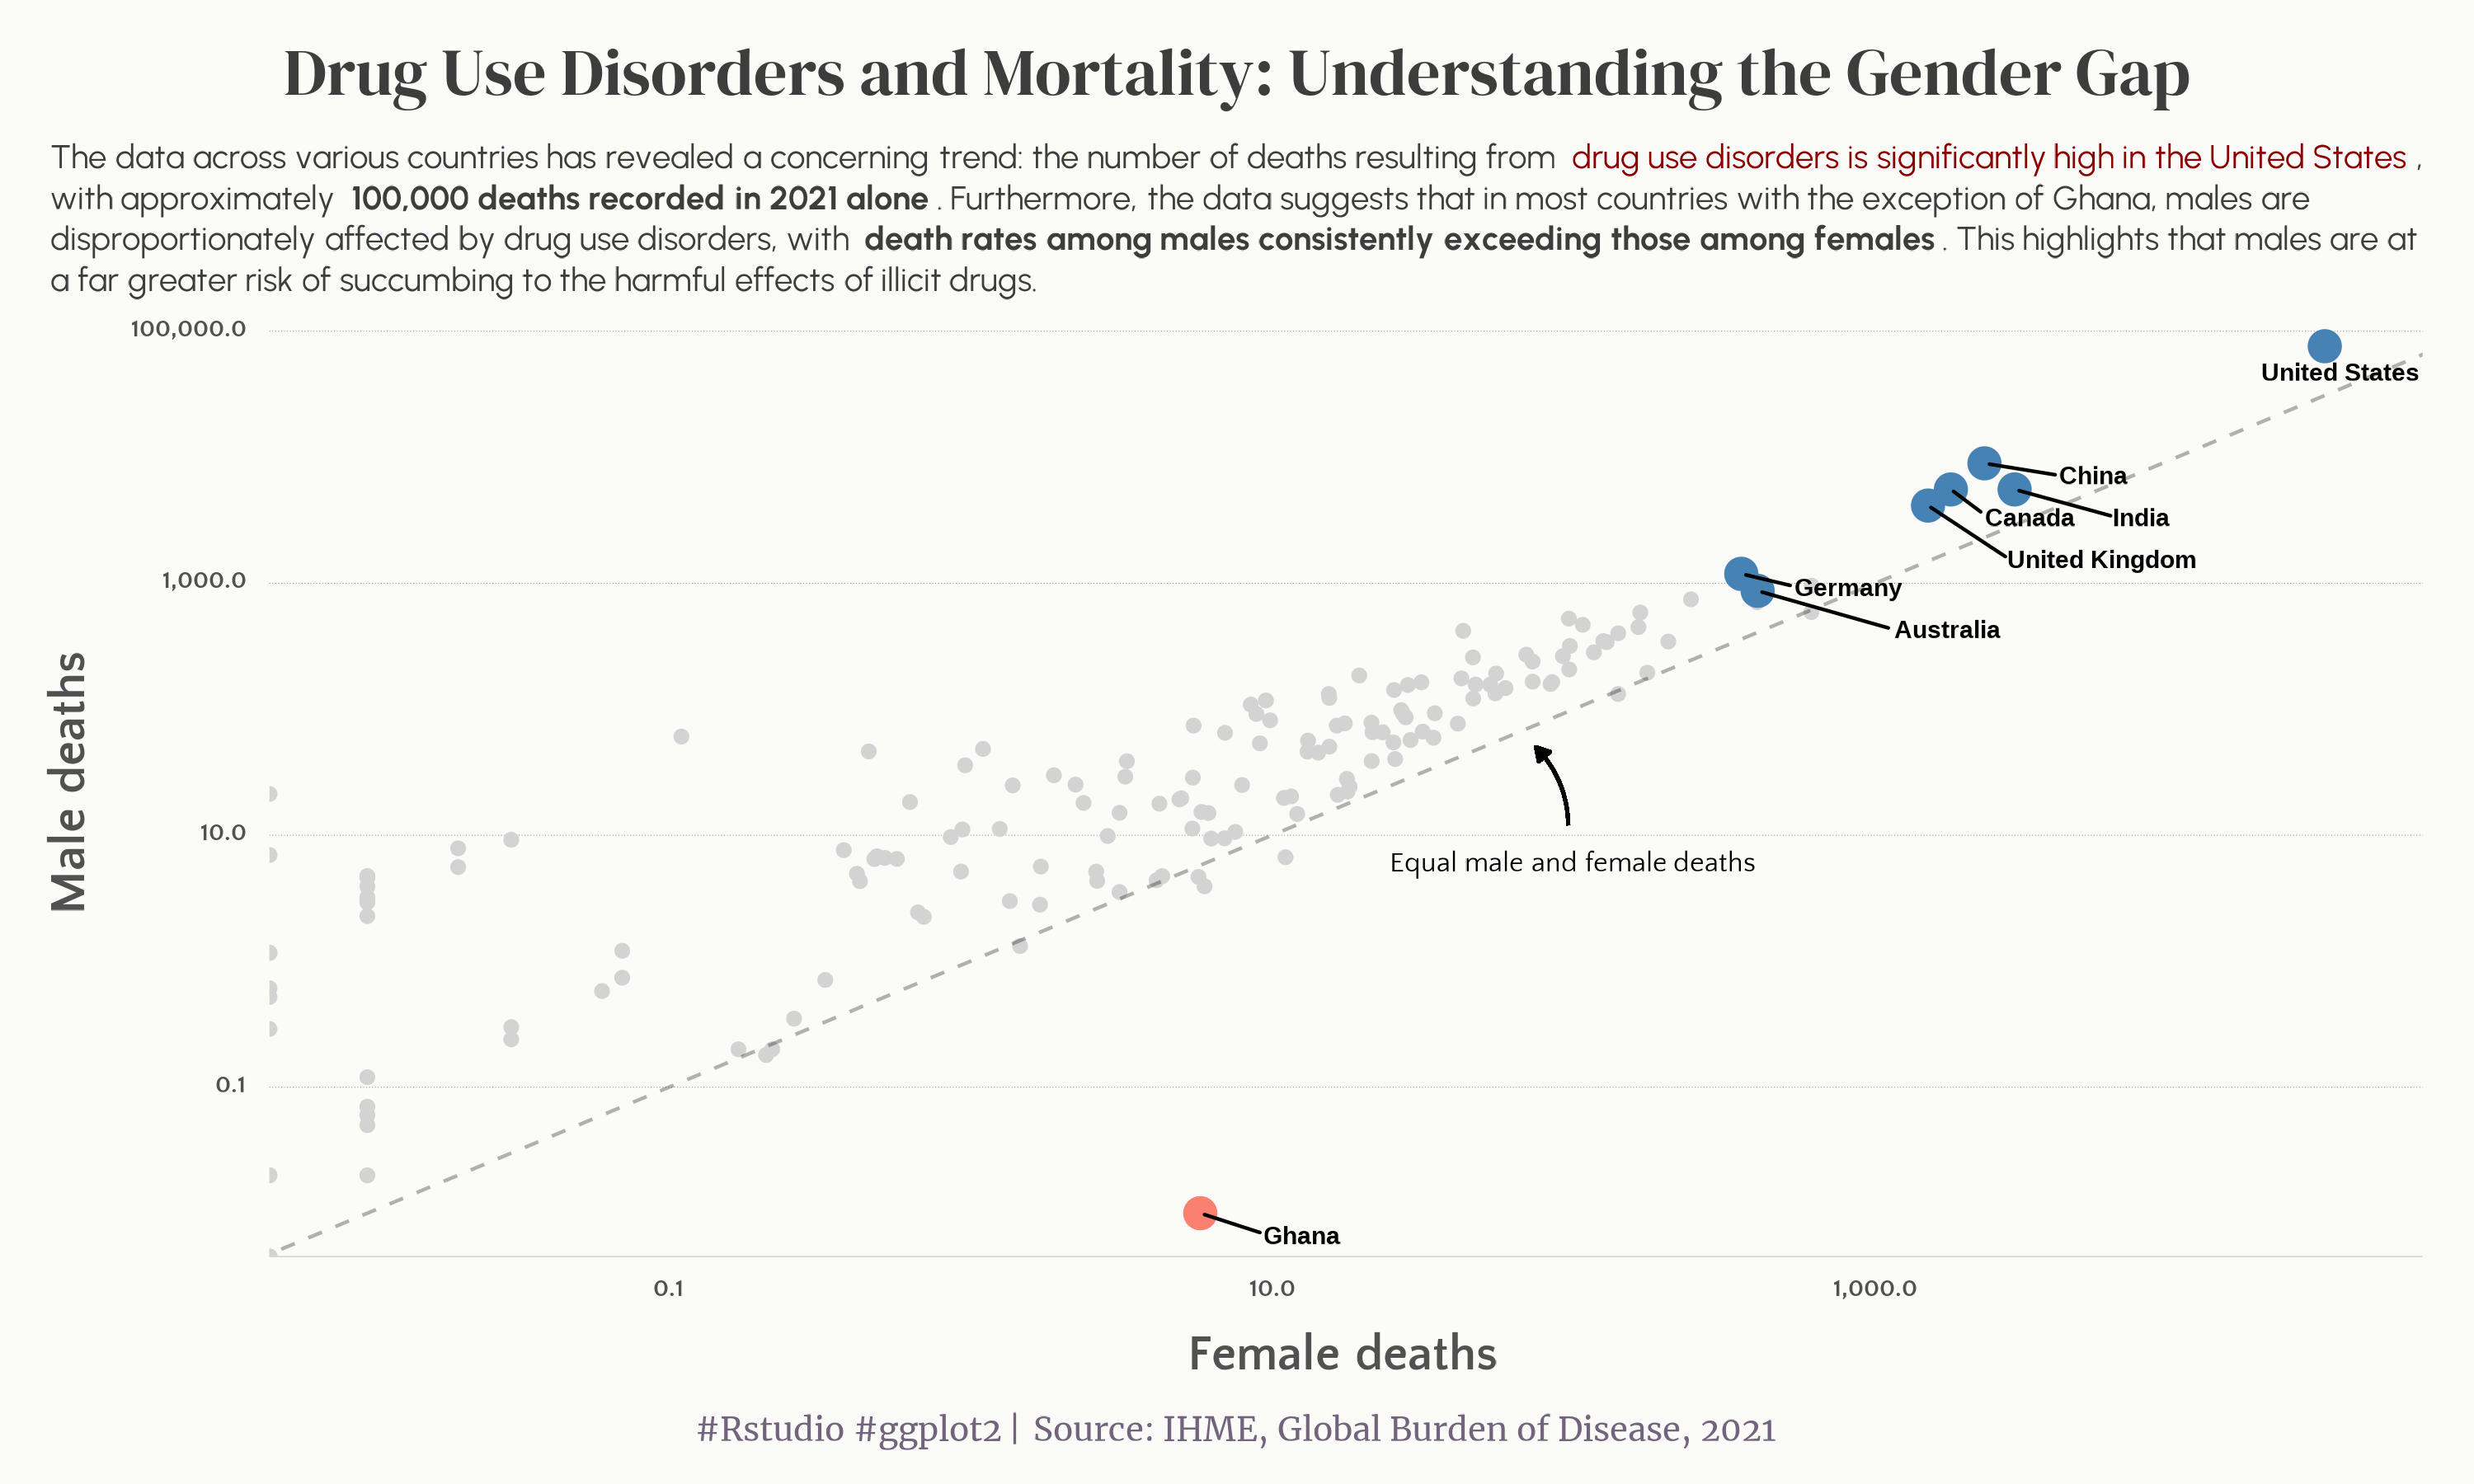 Drug Use Disorders and Mortality: Understanding the Gender Gap
The data across various countries has revealed a concerning trend: the number of deaths resulting from drug use disorders is significantly high in the United States ,
with approximately 100,000 deaths recorded in 2021 alone . Furthermore, the data suggests that in most countries with the exception of Ghana, males are
disproportionately affected by drug use disorders, with death rates among males consistently exceeding those among females . This highlights that males are at
a far greater risk of succumbing to the harmful effects of illicit drugs.
100,000.0
United States
China
Canada
India
United Kingdom
1,000.0
Germany
Australia
Male deaths
10.0
Equal male and female deaths
0.1
Ghana
0.1
10.0
1,000.0
Female deaths
#Rstudio #ggplot2 | Source: IHME, Global Burden of Disease, 2021